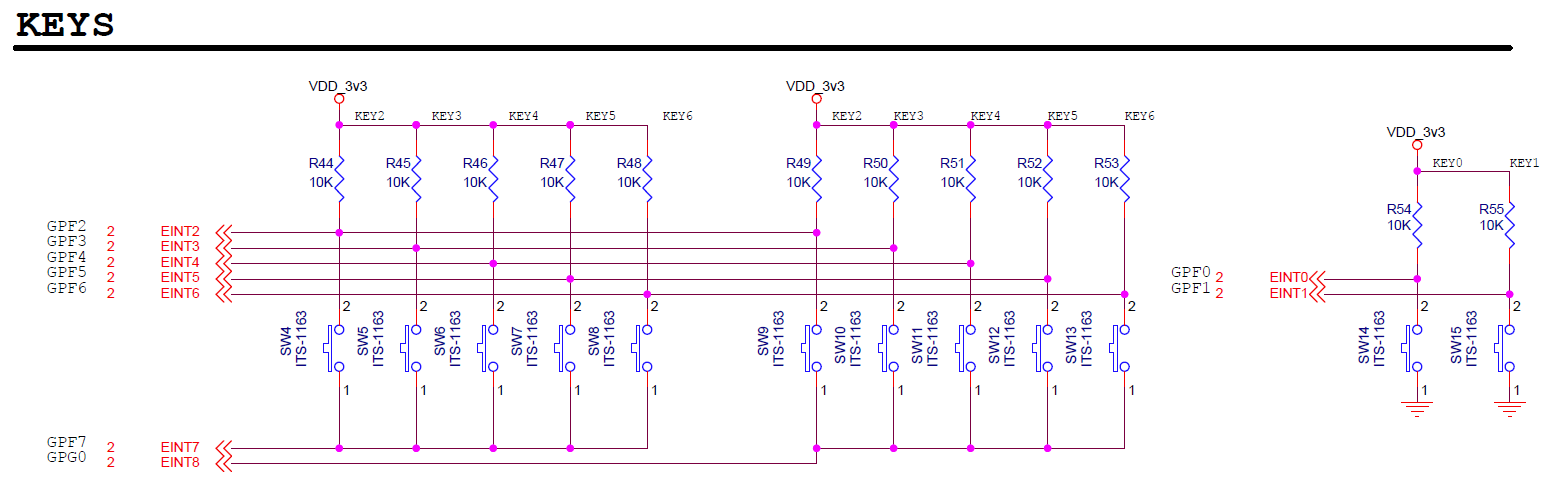 KEYS
VDD_3v3 VDD_3v3
KEY2 KEY3 KEY4 KEY5 KEY6 KEY2 KEY3 KEY4 KEY5 KEY6
VDD_3v3
KEY0 KEY1
R44 R45 R46 R47 R48 R49 R50 R51 R52 R53
10K 10K 10K 10K 10K 10K 10K 10K 10K 10K
R54 R55
10K 10K
GPF2 2 EINT2
GPF3 2 EINT3
GPF4 2 EINT4
GPF5 2 EINT5
GPF6 2 EINT6
GPF0 2 EINT0
GPF1 2 EINT1
2 2 2 2 2 2 2 2 2 2 2 2
SW4 ITS-1163
SW5 ITS-1163
SW6 ITS-1163
SW7 ITS-1163
SW8 ITS-1163
SW9 ITS-1163
SW10 ITS-1163
SW11 ITS-1163
SW12 ITS-1163
SW13 ITS-1163
SW14 ITS-1163
SW15 ITS-1163
1 1 1 1 1 1 1 1 1 1 1 1
GPF7 2 EINT7
GPG0 2 EINT8